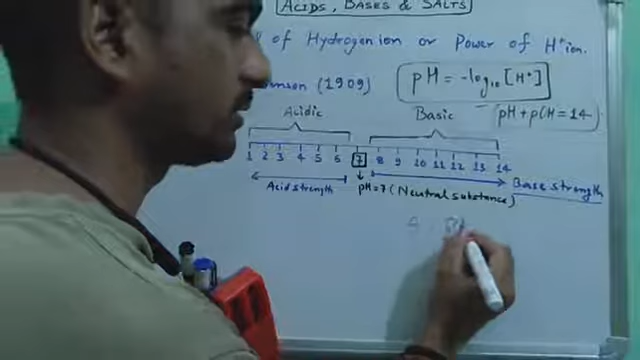 ACIDS, BASES & SALTS
of Hydrogenion or Power of H+ion.
(1909) pH = -log10 [H+]
pH + pOH = 14
Acidic Basic
1 2 3 4 5 6 7 8 9 10 11 12 13 14
Acid strength pH=7 (Neutral substance) Base strength